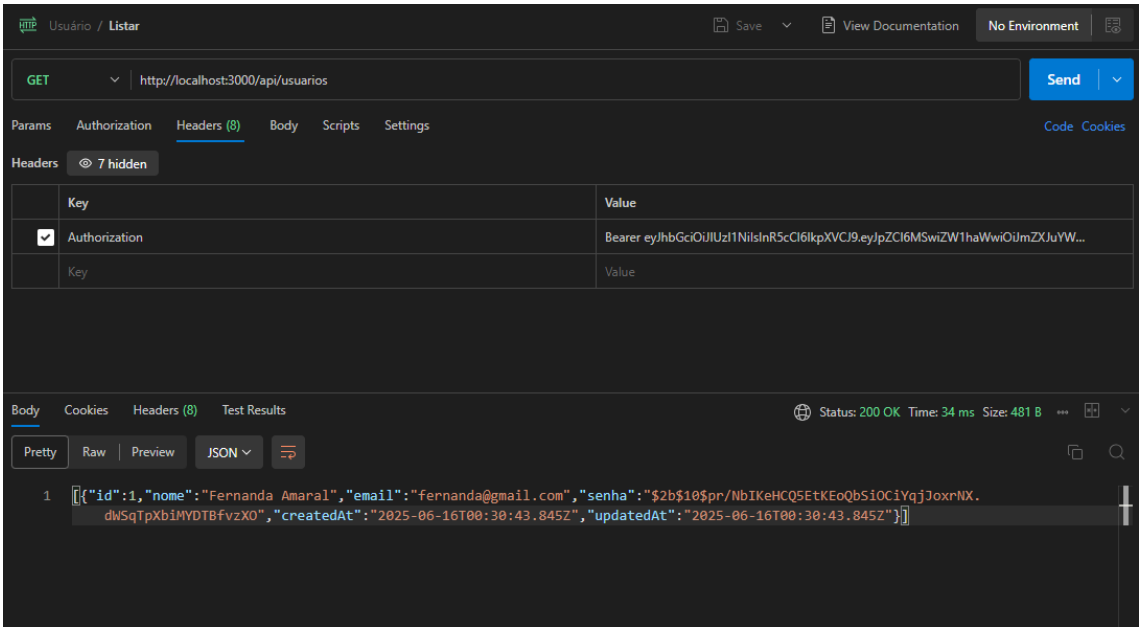 HTTP Usuário / Listar Save View Documentation No Environment
GET http://localhost:3000/api/usuarios Send
Params Authorization Headers (8) Body Scripts Settings Code Cookies
Headers 7 hidden
Key Value
Authorization Bearer eyJhbGciOiJIUzI1NiIsInR5cCI6IkpXVCJ9.eyJpZCI6MSwiZW1haWwiOiJmZXJuYW...
Key Value
Body Cookies Headers (8) Test Results Status: 200 OK Time: 34 ms Size: 481 B
Pretty Raw Preview JSON
1 [{"id":1,"nome":"Fernanda Amaral","email":"fernanda@gmail.com","senha":"$2b$10$pr/NbIKeHCQ5EtKEoQbSiOCiYqjJoxrNX.
dWSqTpXbiMYDTBfvzXO","createdAt":"2025-06-16T00:30:43.845Z","updatedAt":"2025-06-16T00:30:43.845Z"}]